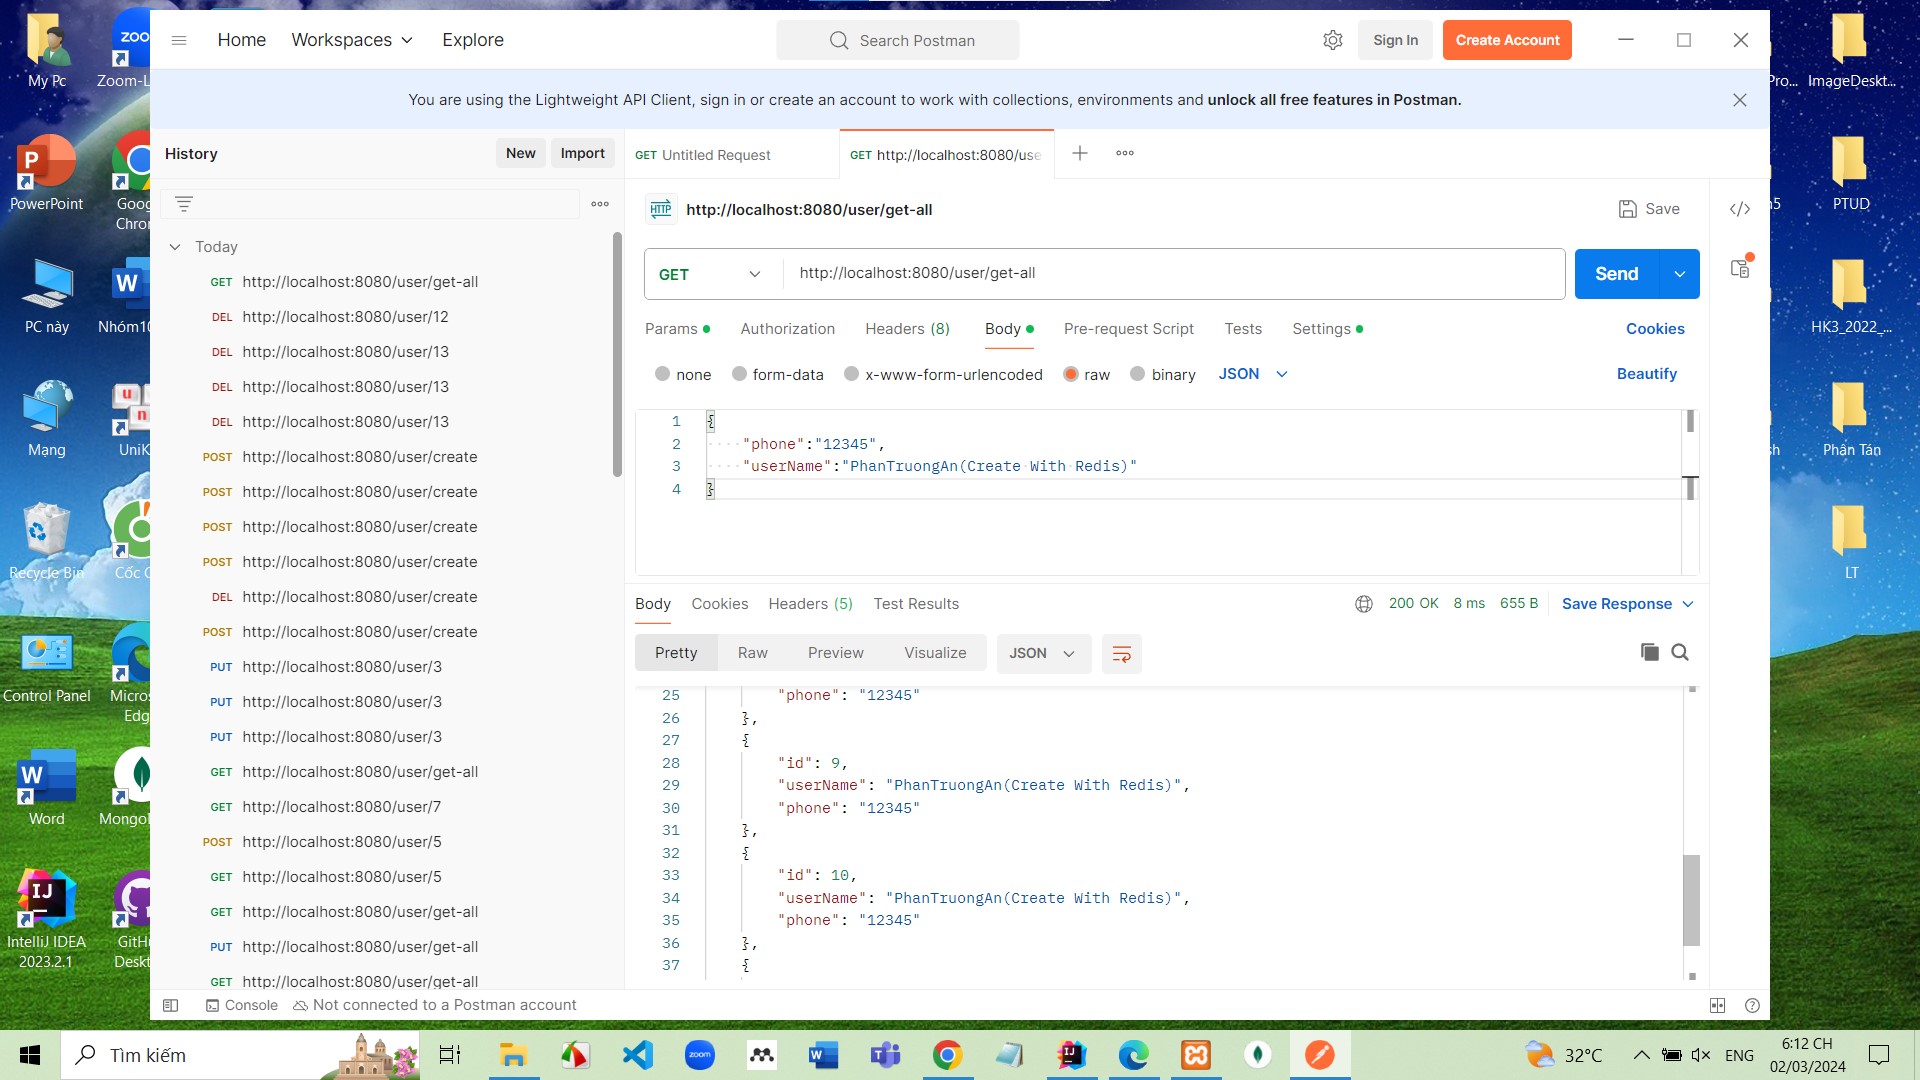 Home
Workspaces
Explore
Search Postman
Sign In
Create Account
You are using the Lightweight API Client, sign in or create an account to work with collections, environments and unlock all free features in Postman.
History
New
Import
GET Untitled Request
GET http://localhost:8080/use
http://localhost:8080/user/get-all
Save
Today
GET http://localhost:8080/user/get-all
DEL http://localhost:8080/user/12
DEL http://localhost:8080/user/13
DEL http://localhost:8080/user/13
DEL http://localhost:8080/user/13
POST http://localhost:8080/user/create
POST http://localhost:8080/user/create
POST http://localhost:8080/user/create
POST http://localhost:8080/user/create
DEL http://localhost:8080/user/create
POST http://localhost:8080/user/create
PUT http://localhost:8080/user/3
PUT http://localhost:8080/user/3
PUT http://localhost:8080/user/3
GET http://localhost:8080/user/get-all
GET http://localhost:8080/user/7
POST http://localhost:8080/user/5
GET http://localhost:8080/user/5
GET http://localhost:8080/user/get-all
PUT http://localhost:8080/user/get-all
GET http://localhost:8080/user/get-all
GET
http://localhost:8080/user/get-all
Send
Params
Authorization
Headers (8)
Body
Pre-request Script
Tests
Settings
Cookies
none
form-data
x-www-form-urlencoded
raw
binary
JSON
Beautify
1 {
2 "phone":"12345",
3 "userName":"PhanTruongAn(Create With Redis)"
4 }
Body
Cookies
Headers (5)
Test Results
200 OK
8 ms
655 B
Save Response
Pretty
Raw
Preview
Visualize
JSON
25 "phone": "12345"
26 },
27 {
28 "id": 9,
29 "userName": "PhanTruongAn(Create With Redis)",
30 "phone": "12345"
31 },
32 {
33 "id": 10,
34 "userName": "PhanTruongAn(Create With Redis)",
35 "phone": "12345"
36 },
37 {
Console
Not connected to a Postman account
My Pc
Zoom-L
PowerPoint
Goog
Chron
PC này
Nhóm10
Mạng
UniK
Recycle Bin
Cốc C
Control Panel
Micros
Edg
Word
Mongo
IntelliJ IDEA
2023.2.1
GitHu
Deskt
Pro...
ImageDeskt...
n5
PTUD
HK3_2022_...
sh
Phân Tán
LT
Tìm kiếm
32°C
ENG
6:12 CH
02/03/2024